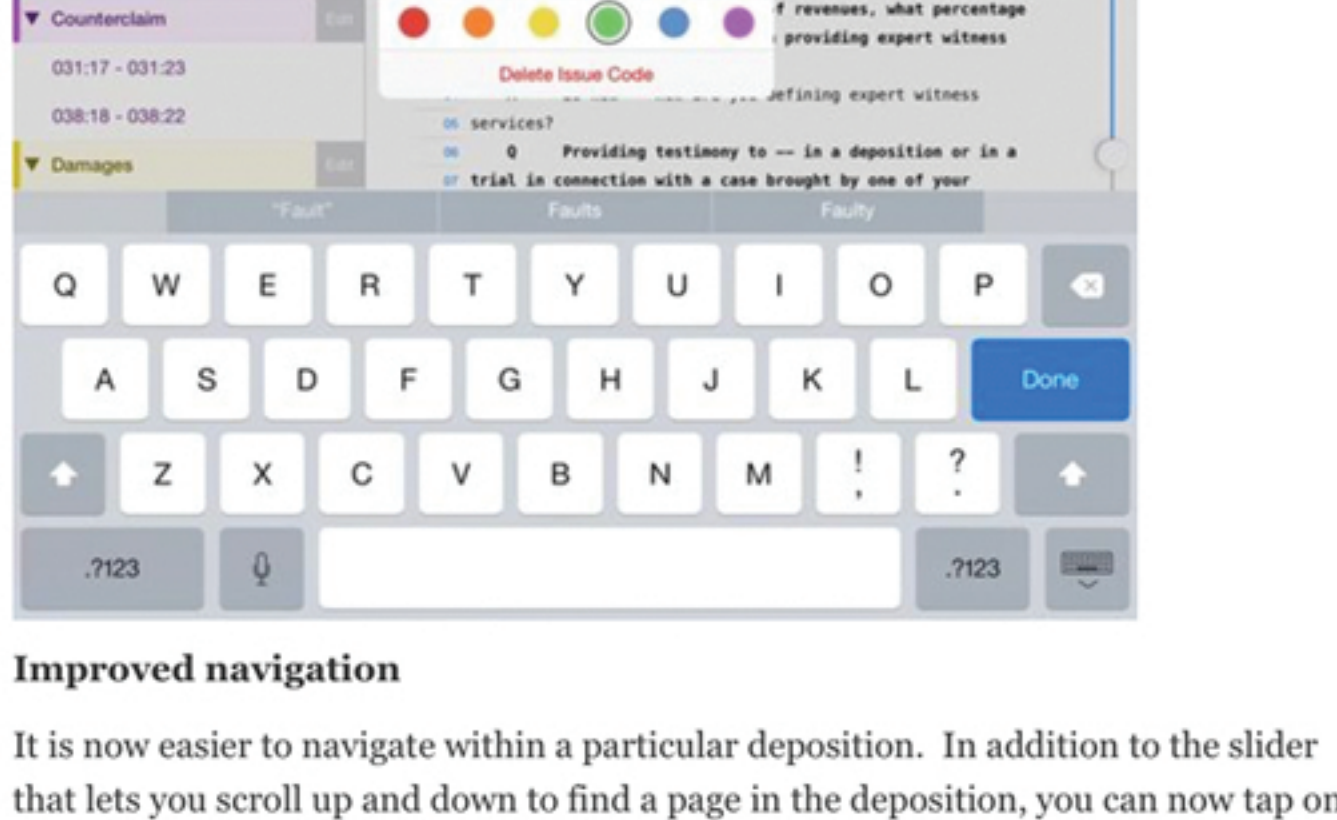 Counterclaim Edit
031:17 - 031:23
038:18 - 038:22
Damages Edit
Delete Issue Code
f revenues, what percentage
providing expert witness
defining expert witness
05 services?
06 Q Providing testimony to -- in a deposition or in a
07 trial in connection with a case brought by one of your
"Fault" Faults Faulty
Q W E R T Y U I O P
A S D F G H J K L Done
Z X C V B N M ! , ? .
.?123 .?123
Improved navigation
It is now easier to navigate within a particular deposition. In addition to the slider
that lets you scroll up and down to find a page in the deposition, you can now tap on